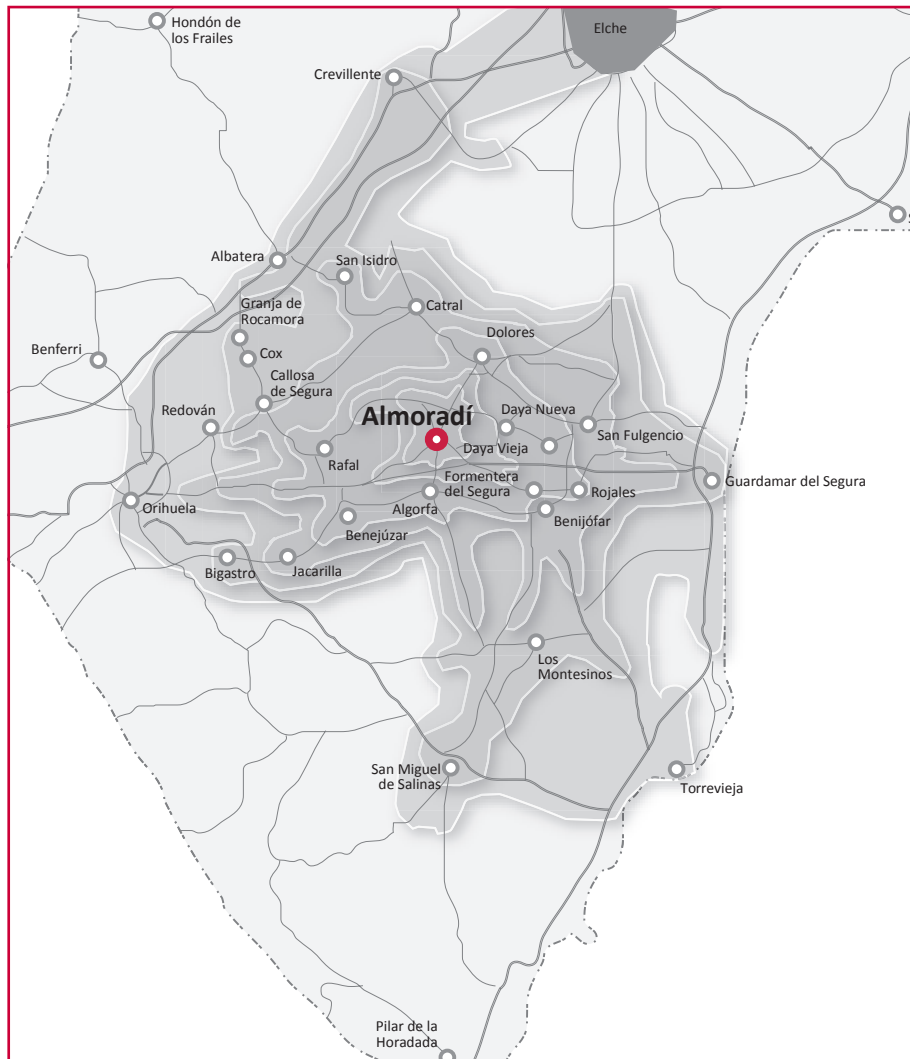 Hondón de
los Frailes
Elche
Crevillente
Albatera
San Isidro
Granja de
Rocamora
Catral
Dolores
Benferri
Cox
Callosa
de Segura
Redován
Almoradí
Daya Nueva
San Fulgencio
Daya Vieja
Rafal
Formentera
del Segura
Rojales
Guardamar del Segura
Orihuela
Algorfa
Benijófar
Benejúzar
Bigastro
Jacarilla
Los
Montesinos
San Miguel
de Salinas
Torrevieja
Pilar de la
Horadada